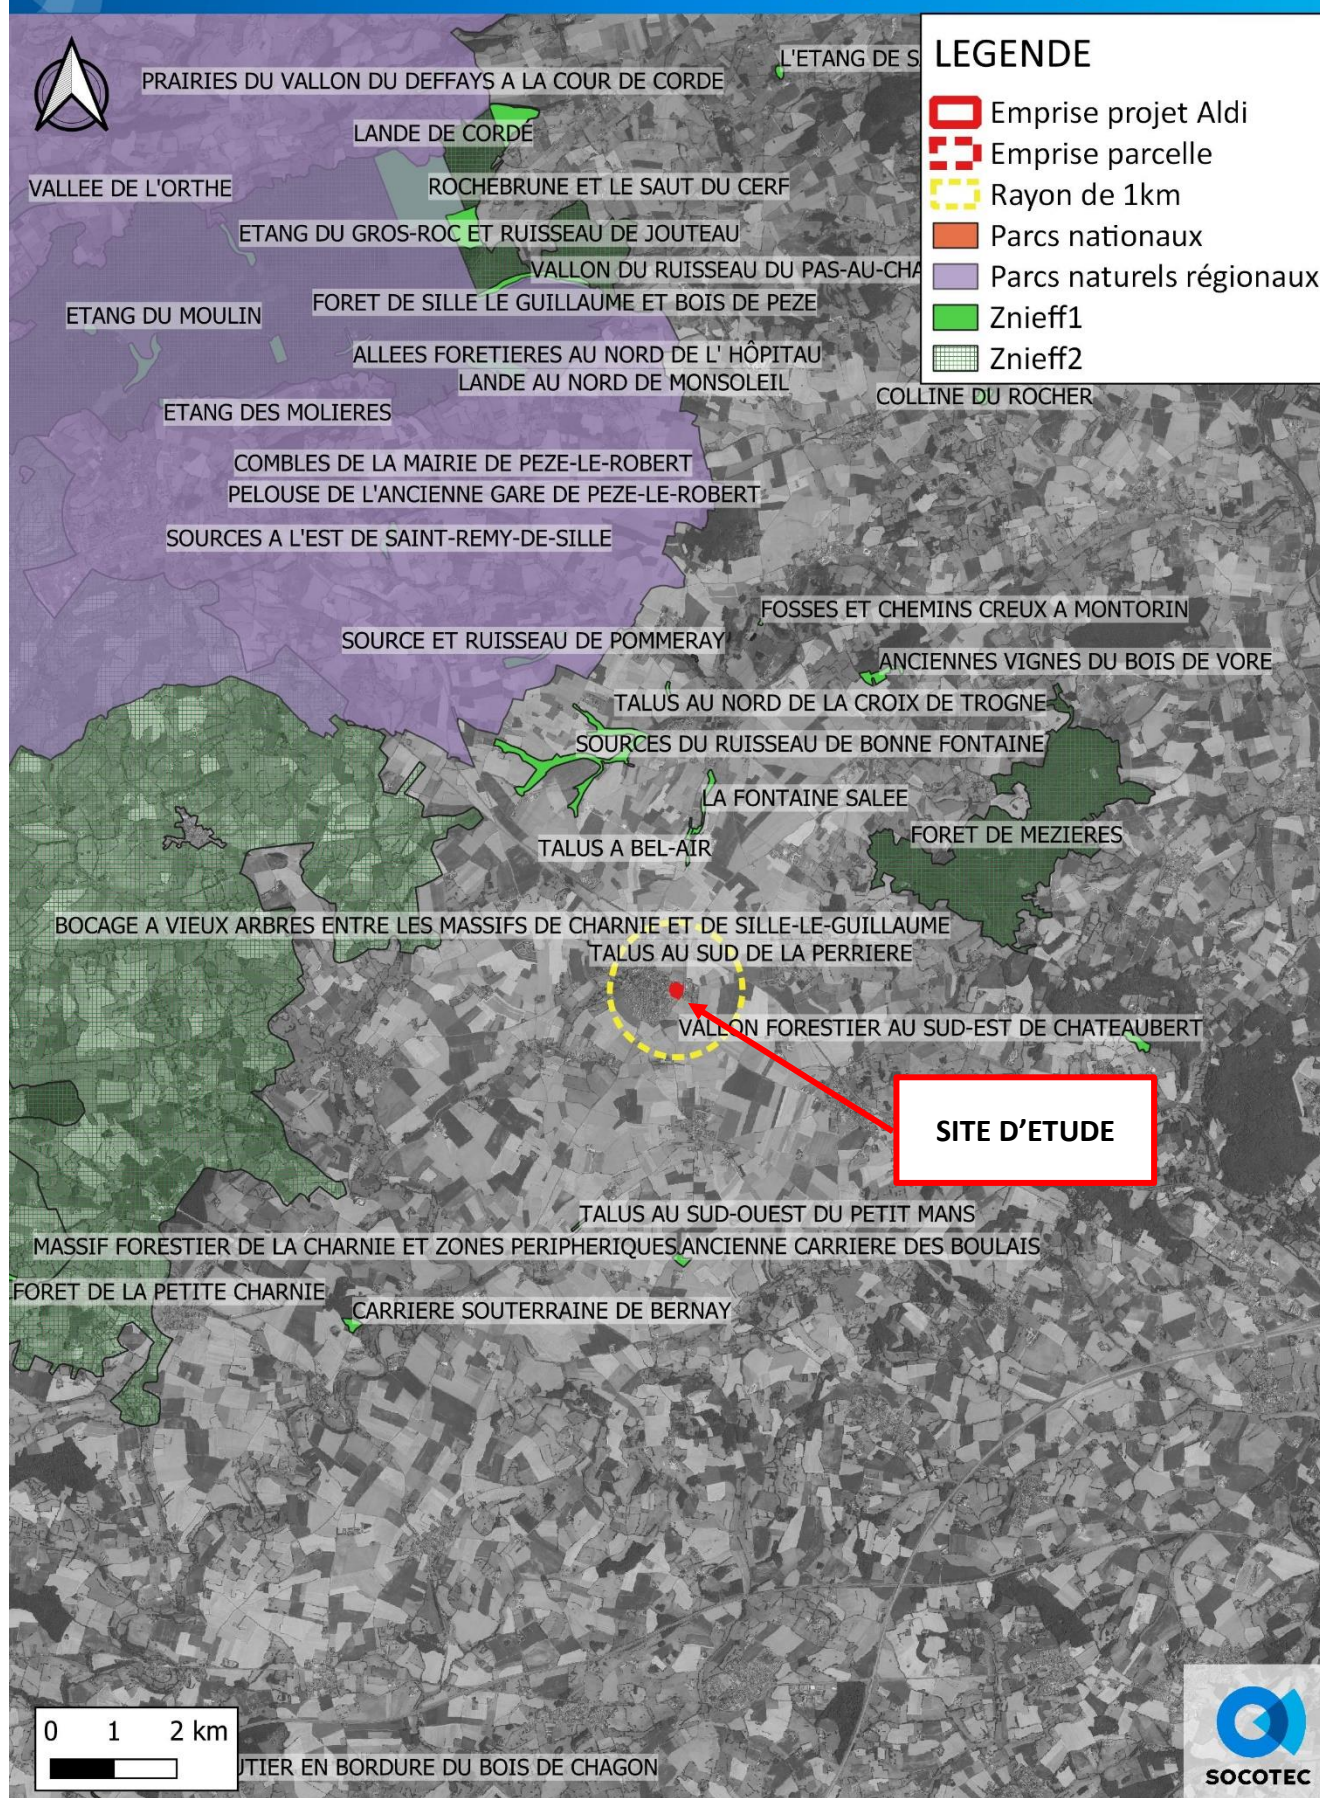 L'ETANG DE S
PRAIRIES DU VALLON DU DEFFAYS A LA COUR DE CORDE
LANDE DE CORDÉ
VALLEE DE L'ORTHE
ROCHEBRUNE ET LE SAUT DU CERF
ETANG DU GROS-ROC ET RUISSEAU DE JOUTEAU
VALLON DU RUISSEAU DU PAS-AU-CHA
FORET DE SILLE LE GUILLAUME ET BOIS DE PEZE
ETANG DU MOULIN
ALLEES FORETIERES AU NORD DE L' HÔPITAU
LANDE AU NORD DE MONSOLEIL
ETANG DES MOLIERES
COLLINE DU ROCHER
LEGENDE
Emprise projet Aldi
Emprise parcelle
Rayon de 1km
Parcs nationaux
Parcs naturels régionaux
Znieff1
Znieff2
COMBLES DE LA MAIRIE DE PEZE-LE-ROBERT
PELOUSE DE L'ANCIENNE GARE DE PEZE-LE-ROBERT
SOURCES A L'EST DE SAINT-REMY-DE-SILLE
FOSSES ET CHEMINS CREUX A MONTORIN
SOURCE ET RUISSEAU DE POMMERAY
ANCIENNES VIGNES DU BOIS DE VORE
TALUS AU NORD DE LA CROIX DE TROGNE
SOURCES DU RUISSEAU DE BONNE FONTAINE
LA FONTAINE SALEE
FORET DE MEZIERES
TALUS A BEL-AIR
BOCAGE A VIEUX ARBRES ENTRE LES MASSIFS DE CHARNIE ET DE SILLE-LE-GUILLAUME
TALUS AU SUD DE LA PERRIERE
VALLON FORESTIER AU SUD-EST DE CHATEAUBERT
SITE D'ETUDE
TALUS AU SUD-OUEST DU PETIT MANS
MASSIF FORESTIER DE LA CHARNIE ET ZONES PERIPHERIQUES
ANCIENNE CARRIERE DES BOULAIS
FORET DE LA PETITE CHARNIE
CARRIERE SOUTERRAINE DE BERNAY
0 1 2 km
UTIER EN BORDURE DU BOIS DE CHAGON
SOCOTEC